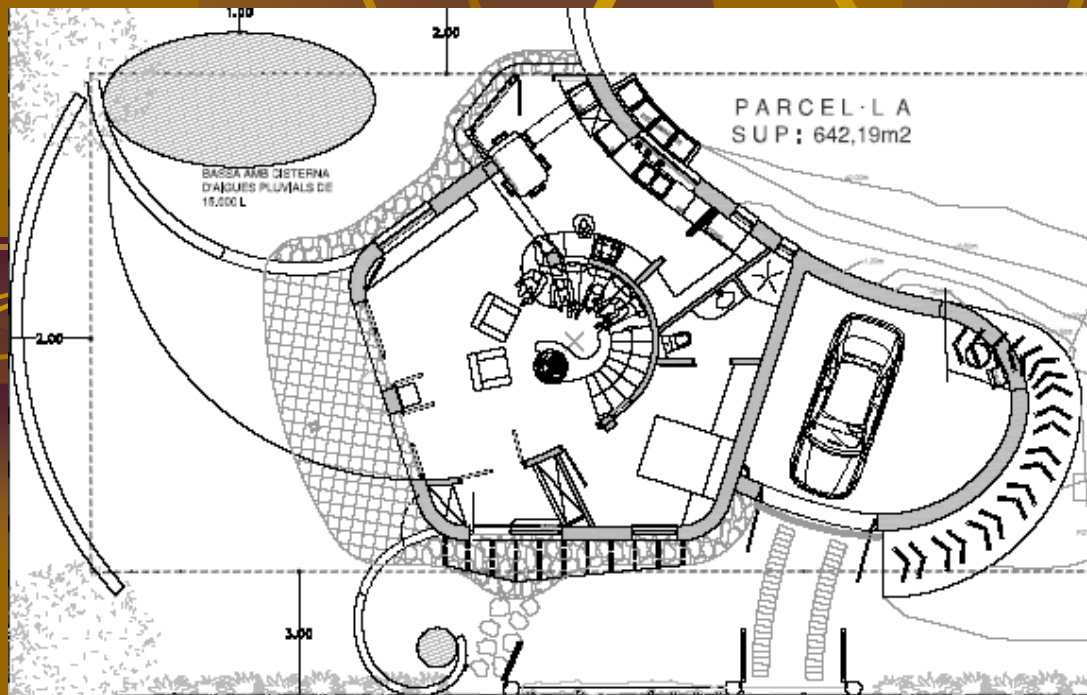 1.00
2.00
PARCEL·LA
SUP: 642,19m2
BASSA AMB CISTERNA
D'AIGUES PLUVIALS DE
15.000 L
2.00
3.00